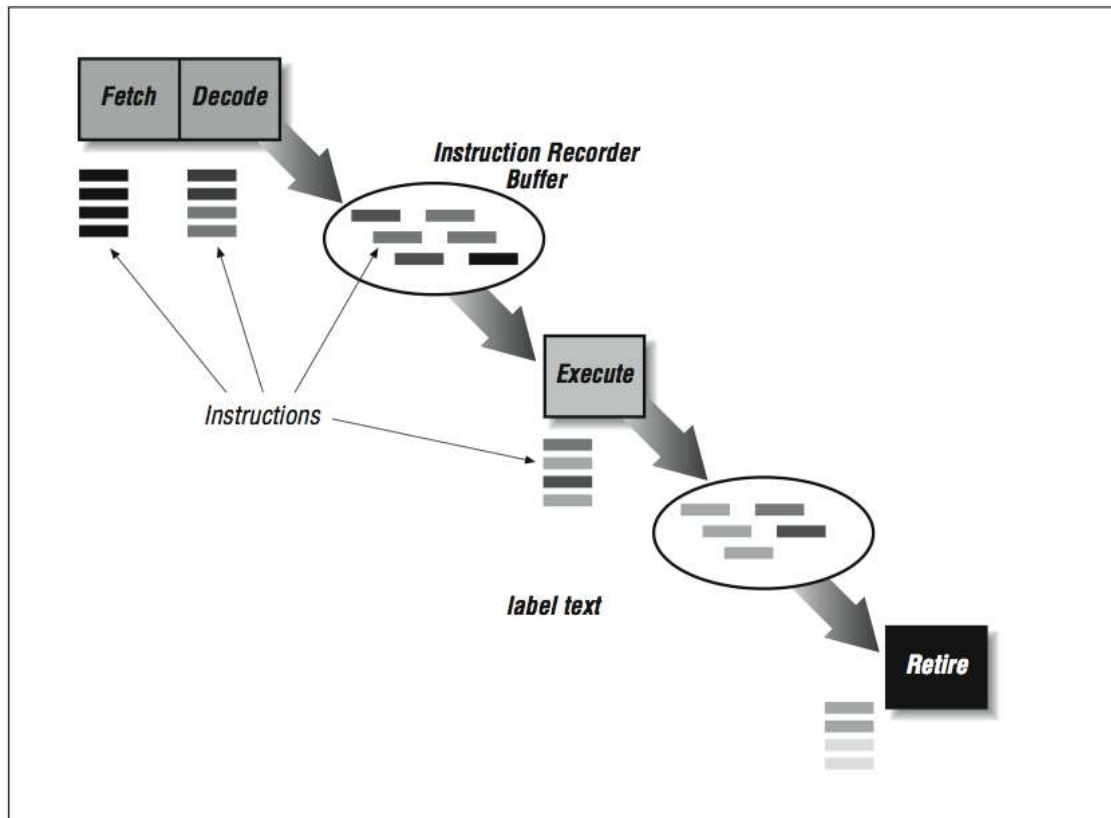 Fetch
Decode
Instruction Recorder
Buffer
Execute
Instructions
label text
Retire